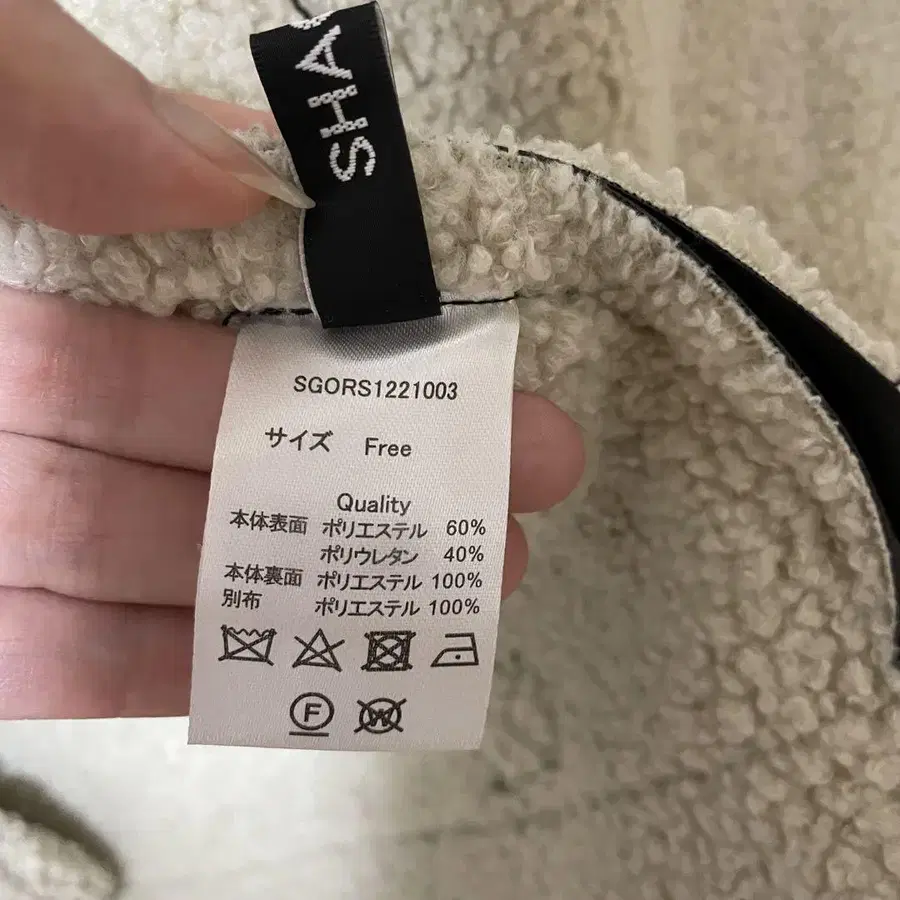 SHA
SGORS1221003
サイズ Free
Quality
本体表面 ポリエステル 60%
ポリウレタン 40%
本体裏面 ポリエステル 100%
別布 ポリエステル 100%
F W